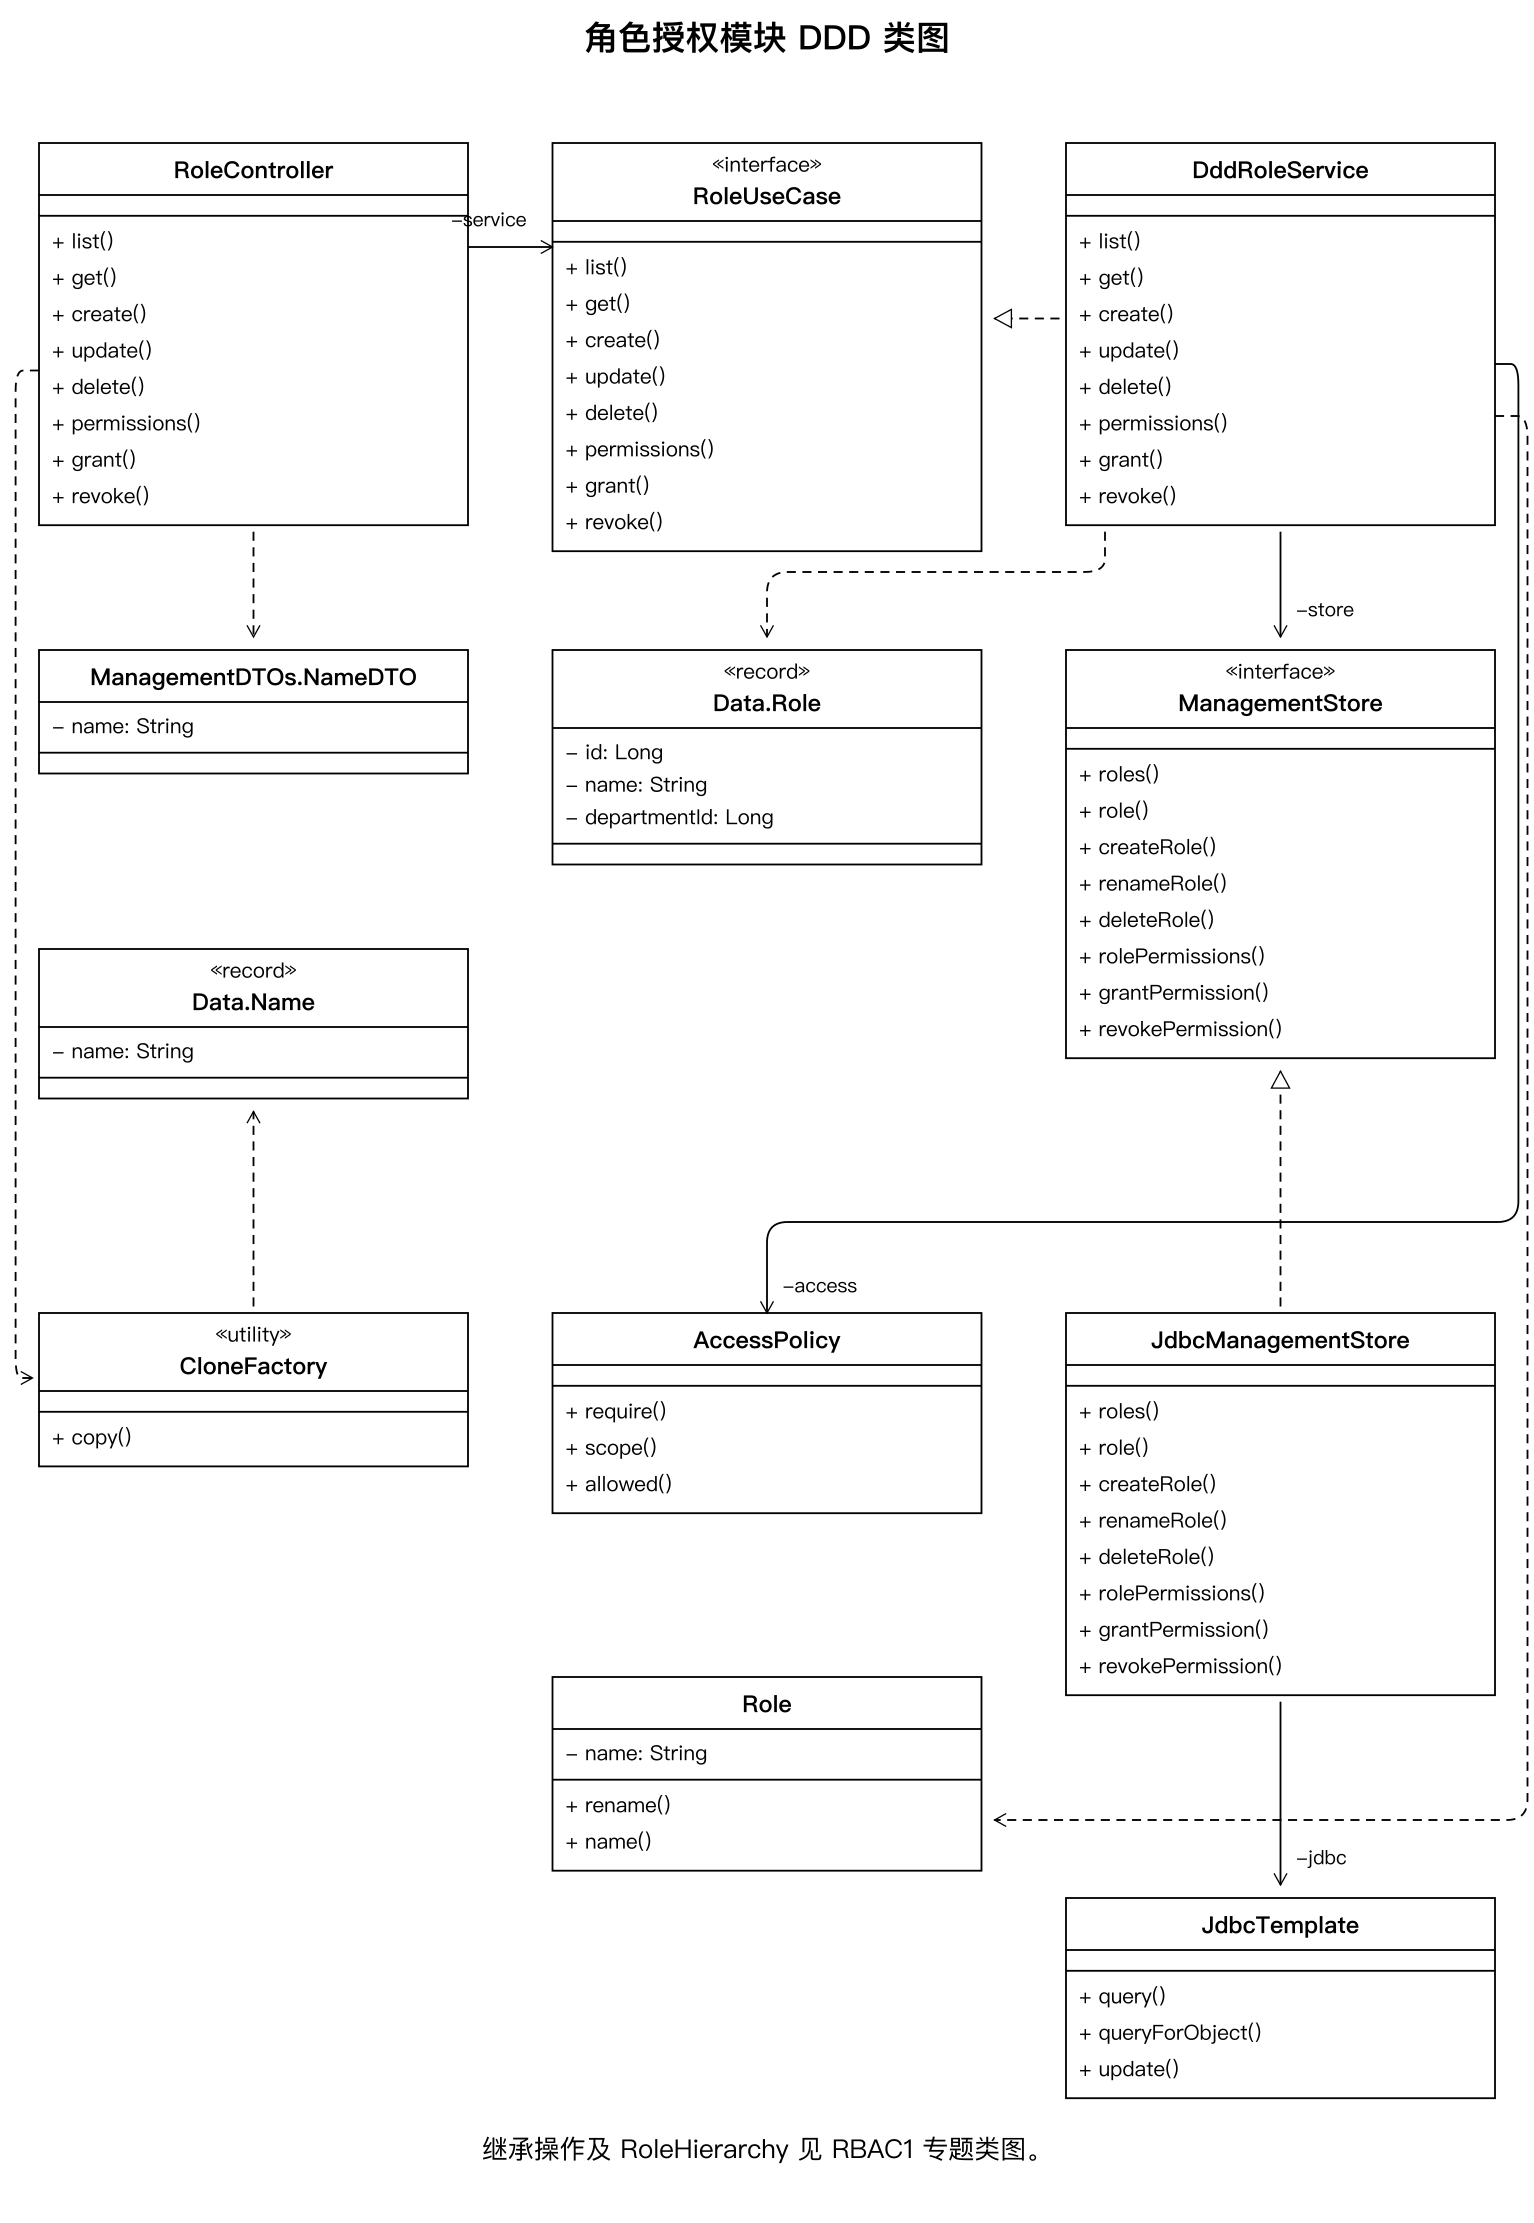 角色授权模块 DDD 类图
RoleController
+ list()
+ get()
+ create()
+ update()
+ delete()
+ permissions()
+ grant()
+ revoke()
–service
«interface»
RoleUseCase
+ list()
+ get()
+ create()
+ update()
+ delete()
+ permissions()
+ grant()
+ revoke()
DddRoleService
+ list()
+ get()
+ create()
+ update()
+ delete()
+ permissions()
+ grant()
+ revoke()
–store
ManagementDTOs.NameDTO
– name: String
«record»
Data.Role
– id: Long
– name: String
– departmentId: Long
«interface»
ManagementStore
+ roles()
+ role()
+ createRole()
+ renameRole()
+ deleteRole()
+ rolePermissions()
+ grantPermission()
+ revokePermission()
«record»
Data.Name
– name: String
–access
«utility»
CloneFactory
+ copy()
AccessPolicy
+ require()
+ scope()
+ allowed()
JdbcManagementStore
+ roles()
+ role()
+ createRole()
+ renameRole()
+ deleteRole()
+ rolePermissions()
+ grantPermission()
+ revokePermission()
Role
– name: String
+ rename()
+ name()
–jdbc
JdbcTemplate
+ query()
+ queryForObject()
+ update()
继承操作及 RoleHierarchy 见 RBAC1 专题类图。